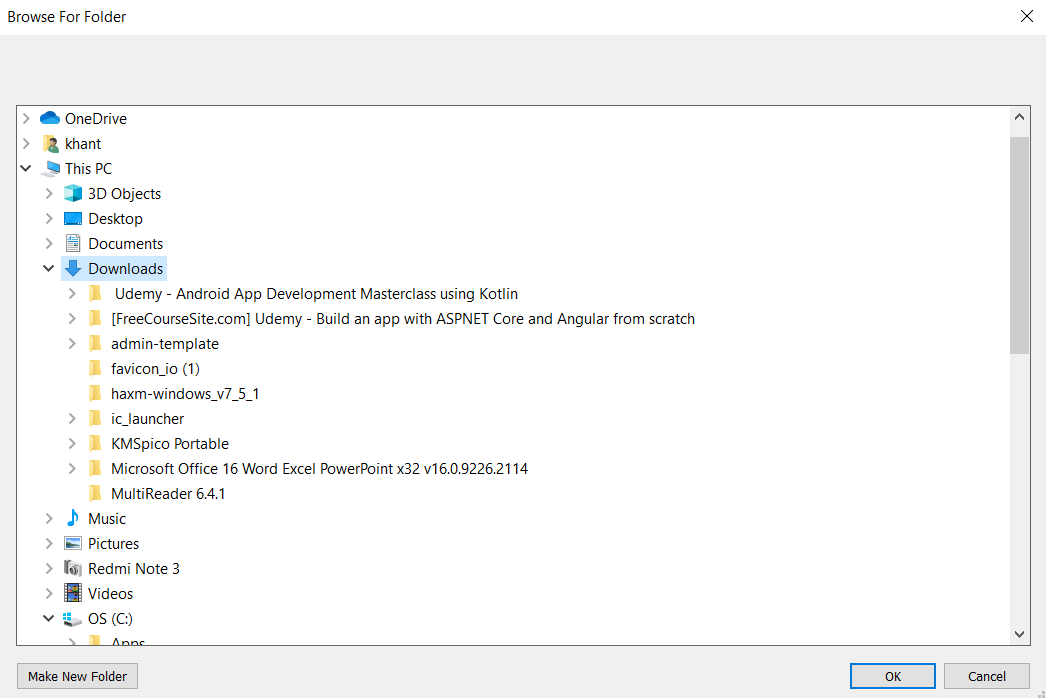 Browse For Folder
OneDrive
khant
This PC
3D Objects
Desktop
Documents
Downloads
Udemy - Android App Development Masterclass using Kotlin
[FreeCourseSite.com] Udemy - Build an app with ASPNET Core and Angular from scratch
admin-template
favicon_io (1)
haxm-windows_v7_5_1
ic_launcher
KMSpico Portable
Microsoft Office 16 Word Excel PowerPoint x32 v16.0.9226.2114
MultiReader 6.4.1
Music
Pictures
Redmi Note 3
Videos
OS (C:)
Apps
Make New Folder
OK
Cancel